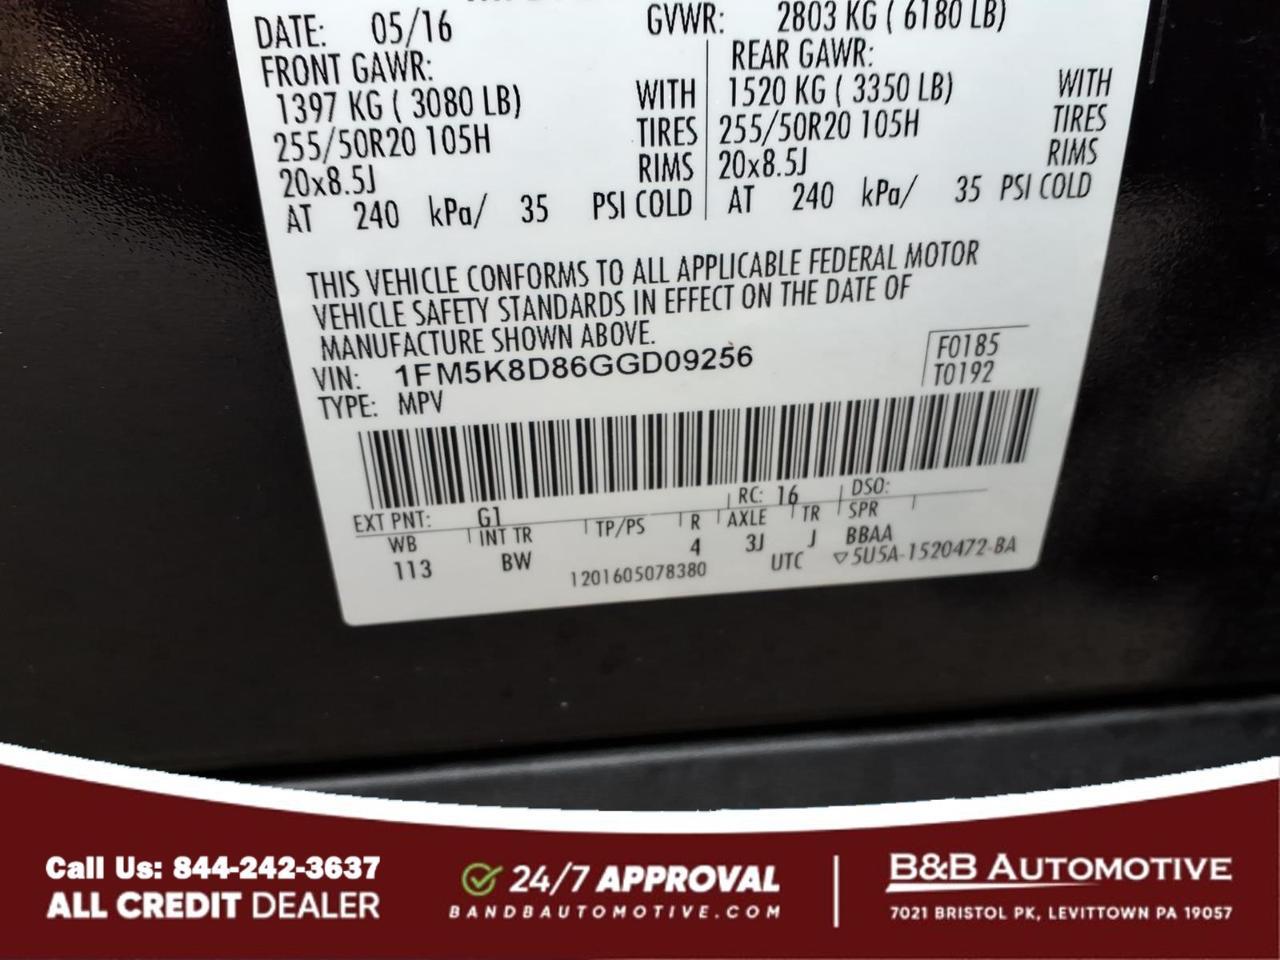 DATE: 05/16 GVWR: 2803 KG ( 6180 LB)
FRONT GAWR: REAR GAWR:
1397 KG ( 3080 LB) WITH 1520 KG ( 3350 LB) WITH
255/50R20 105H TIRES 255/50R20 105H TIRES
20x8.5J RIMS 20x8.5J RIMS
AT 240 kPa/ 35 PSI COLD AT 240 kPa/ 35 PSI COLD
THIS VEHICLE CONFORMS TO ALL APPLICABLE FEDERAL MOTOR
VEHICLE SAFETY STANDARDS IN EFFECT ON THE DATE OF
MANUFACTURE SHOWN ABOVE.
VIN: 1FM5K8D86GGD09256
TYPE: MPV
F0185
T0192
EXT PNT: G1 RC: 16 DSO:
WB INT TR TP/PS R AXLE TR SPR
113 BW 4 3J J BBAA
1201605078380 UTC ▽5U5A-1520472-BA
Call Us: 844-242-3637
ALL CREDIT DEALER
24/7 APPROVAL
BANDBAUTOMOTIVE.COM
B&B AUTOMOTIVE
7021 BRISTOL PK, LEVITTOWN PA 19057